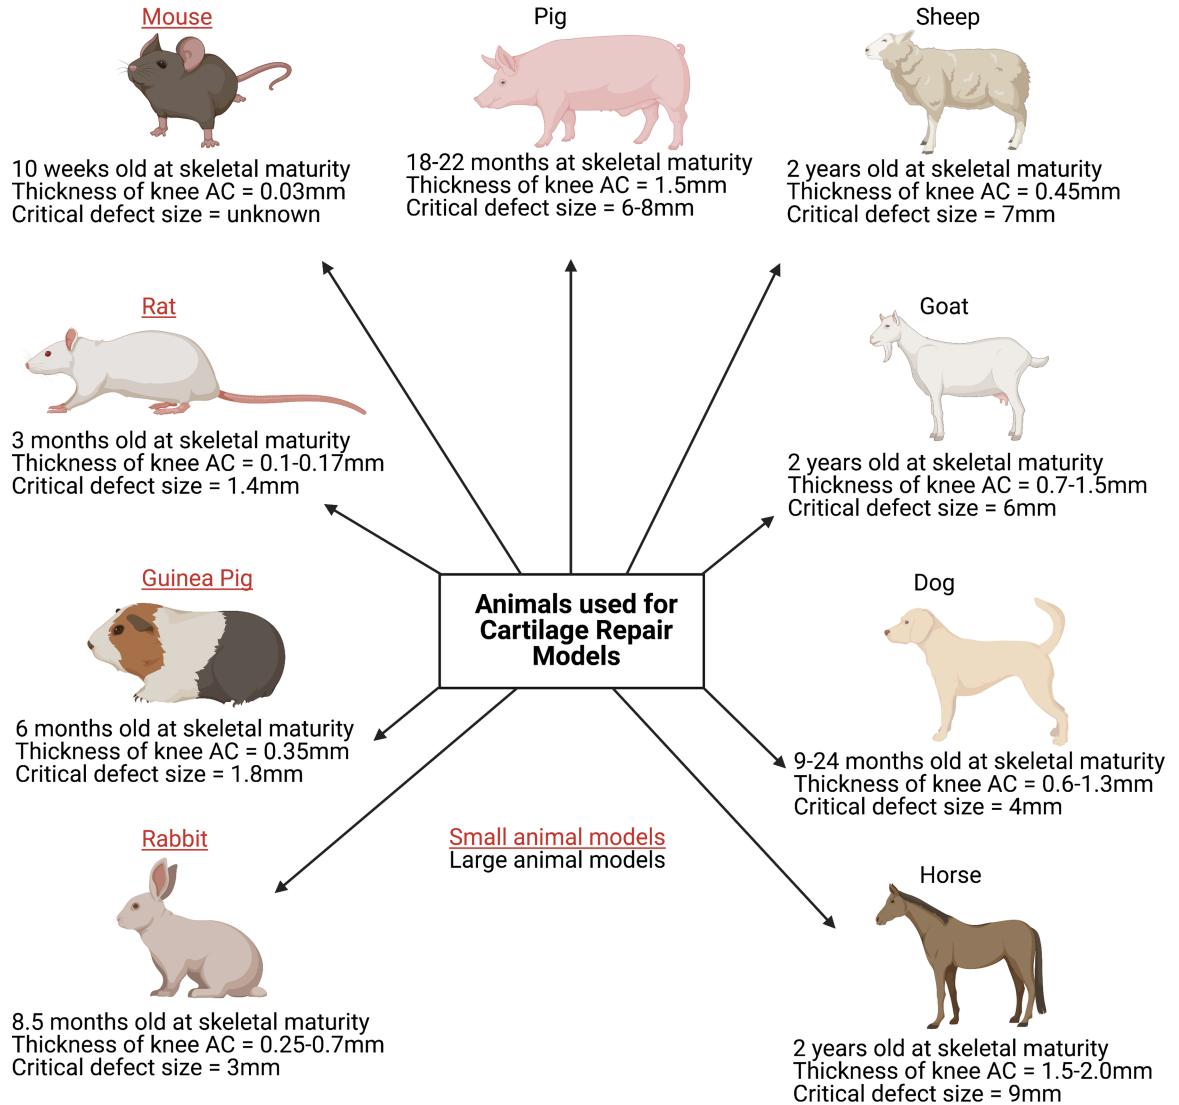 Mouse
10 weeks old at skeletal maturity
Thickness of knee AC = 0.03mm
Critical defect size = unknown
Pig
18-22 months at skeletal maturity
Thickness of knee AC = 1.5mm
Critical defect size = 6-8mm
Sheep
2 years old at skeletal maturity
Thickness of knee AC = 0.45mm
Critical defect size = 7mm
Rat
3 months old at skeletal maturity
Thickness of knee AC = 0.1-0.17mm
Critical defect size = 1.4mm
Goat
2 years old at skeletal maturity
Thickness of knee AC = 0.7-1.5mm
Critical defect size = 6mm
Animals used for
Cartilage Repair
Models
Guinea Pig
6 months old at skeletal maturity
Thickness of knee AC = 0.35mm
Critical defect size = 1.8mm
Dog
9-24 months old at skeletal maturity
Thickness of knee AC = 0.6-1.3mm
Critical defect size = 4mm
Small animal models
Large animal models
Rabbit
8.5 months old at skeletal maturity
Thickness of knee AC = 0.25-0.7mm
Critical defect size = 3mm
Horse
2 years old at skeletal maturity
Thickness of knee AC = 1.5-2.0mm
Critical defect size = 9mm